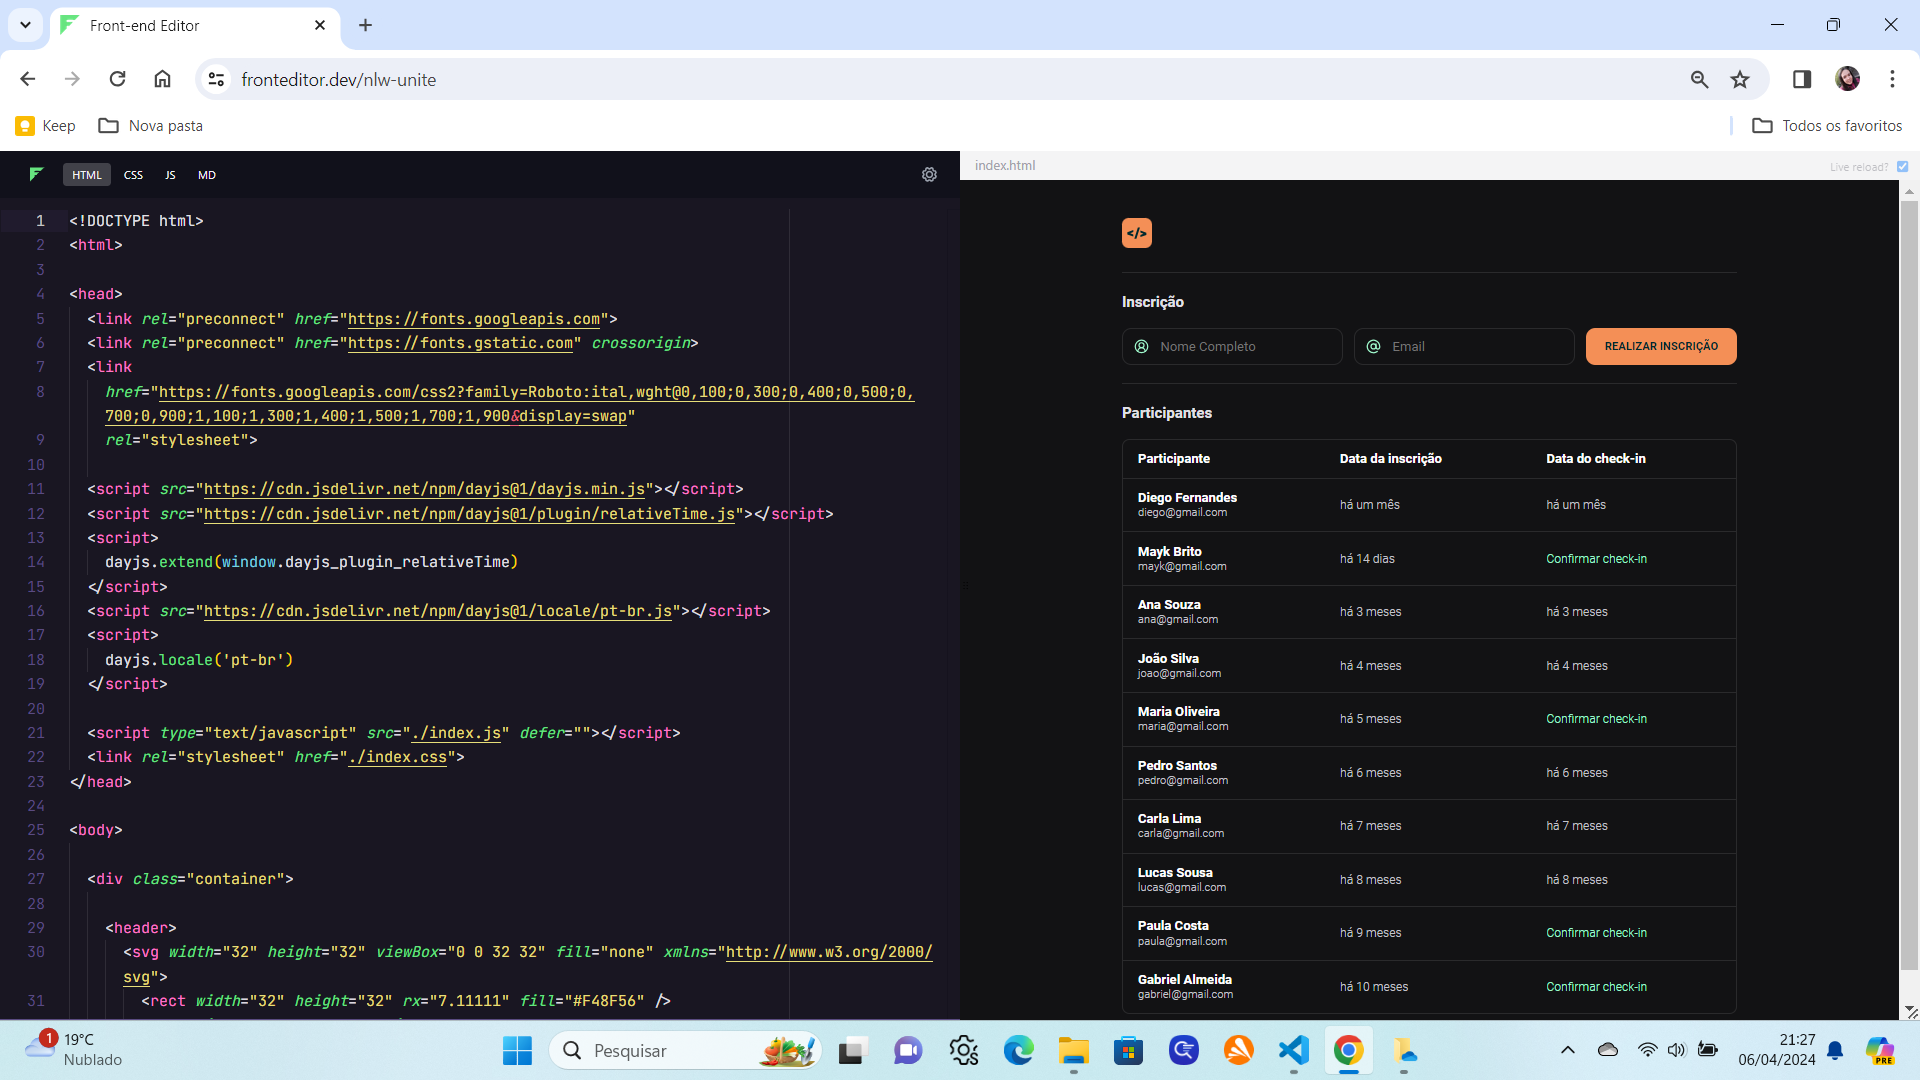 Front-end Editor
fronteditor.dev/nlw-unite
Keep
Nova pasta
Todos os favoritos
HTML CSS JS MD
1 <!DOCTYPE html>
2 <html>
3
4 <head>
5 <link rel="preconnect" href="https://fonts.googleapis.com">
6 <link rel="preconnect" href="https://fonts.gstatic.com" crossorigin>
7 <link
8 href="https://fonts.googleapis.com/css2?family=Roboto:ital,wght@0,100;0,300;0,400;0,500;0,
700;0,900;1,100;1,300;1,400;1,500;1,700;1,900&display=swap"
9 rel="stylesheet">
10
11 <script src="https://cdn.jsdelivr.net/npm/dayjs@1/dayjs.min.js"></script>
12 <script src="https://cdn.jsdelivr.net/npm/dayjs@1/plugin/relativeTime.js"></script>
13 <script>
14 dayjs.extend(window.dayjs_plugin_relativeTime)
15 </script>
16 <script src="https://cdn.jsdelivr.net/npm/dayjs@1/locale/pt-br.js"></script>
17 <script>
18 dayjs.locale('pt-br')
19 </script>
20
21 <script type="text/javascript" src="./index.js" defer=""></script>
22 <link rel="stylesheet" href="./index.css">
23 </head>
24
25 <body>
26
27 <div class="container">
28
29 <header>
30 <svg width="32" height="32" viewBox="0 0 32 32" fill="none" xmlns="http://www.w3.org/2000/
svg">
31 <rect width="32" height="32" rx="7.11111" fill="#F48F56" />
index.html
Live reload?
</>
Inscrição
Nome Completo
Email
REALIZAR INSCRIÇÃO
Participantes
Participante Data da inscrição Data do check-in
Diego Fernandes
diego@gmail.com
há um mês há um mês
Mayk Brito
mayk@gmail.com
há 14 dias Confirmar check-in
Ana Souza
ana@gmail.com
há 3 meses há 3 meses
João Silva
joao@gmail.com
há 4 meses há 4 meses
Maria Oliveira
maria@gmail.com
há 5 meses Confirmar check-in
Pedro Santos
pedro@gmail.com
há 6 meses há 6 meses
Carla Lima
carla@gmail.com
há 7 meses há 7 meses
Lucas Sousa
lucas@gmail.com
há 8 meses há 8 meses
Paula Costa
paula@gmail.com
há 9 meses Confirmar check-in
Gabriel Almeida
gabriel@gmail.com
há 10 meses Confirmar check-in
1
19°C
Nublado
Pesquisar
21:27
06/04/2024
PRE